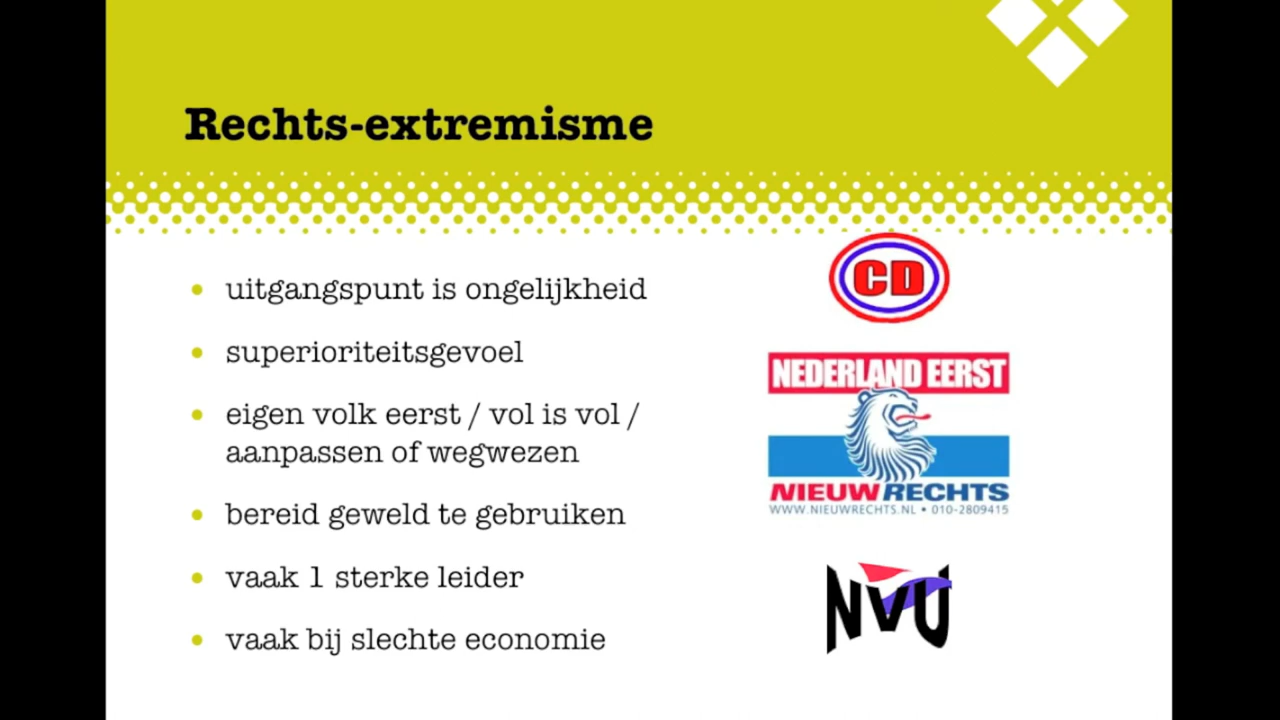 Rechts-extremisme
uitgangspunt is ongelijkheid
superioriteitsgevoel
eigen volk eerst / vol is vol /
aanpassen of wegwezen
bereid geweld te gebruiken
vaak 1 sterke leider
vaak bij slechte economie
CD
NEDERLAND EERST
NIEUWRECHTS
WWW.NIEUWRECHTS.NL • 010-2809415
NVU